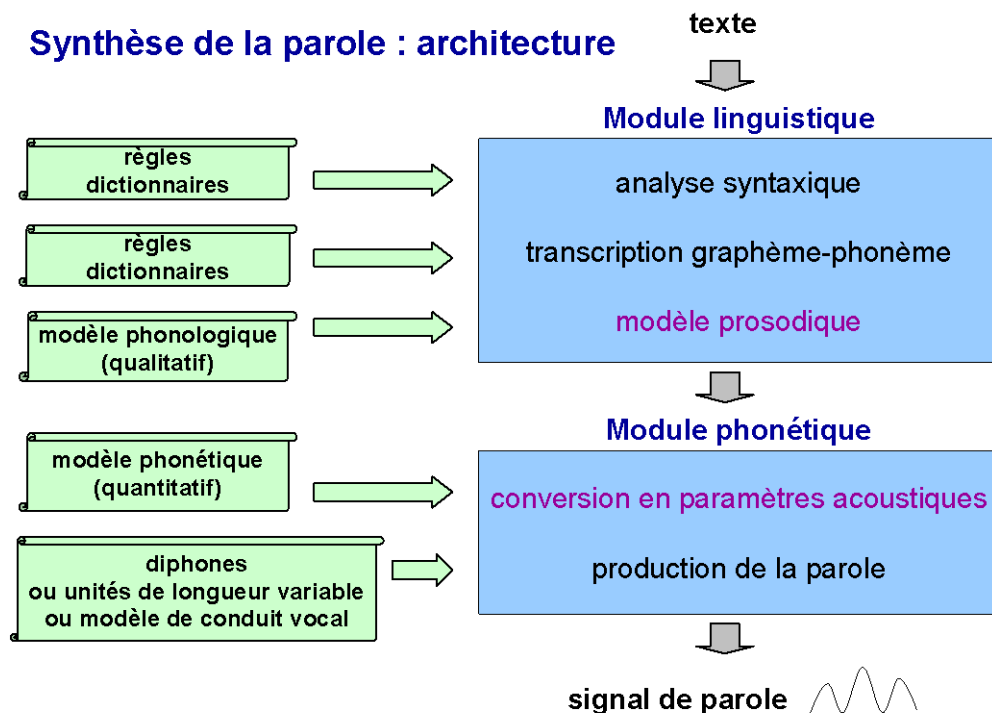 Synthèse de la parole : architecture
texte
Module linguistique
règles
dictionnaires
analyse syntaxique
règles
dictionnaires
transcription graphème-phonème
modèle phonologique
(qualitatif)
modèle prosodique
Module phonétique
modèle phonétique
(quantitatif)
conversion en paramètres acoustiques
diphones
ou unités de longueur variable
ou modèle de conduit vocal
production de la parole
signal de parole